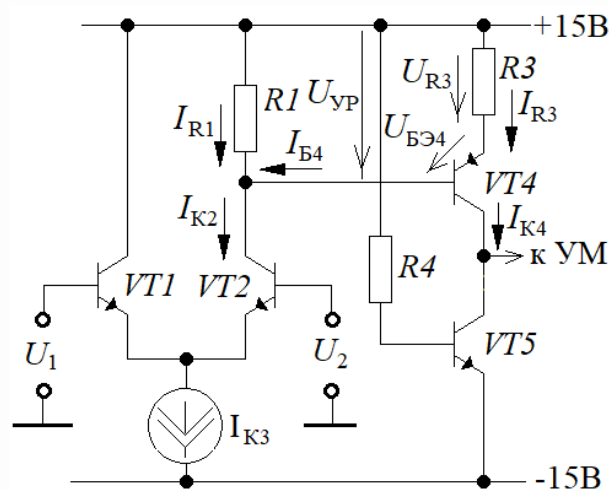 +15В
R1
U_УР
U_R3
R3
I_R1
I_Б4
U_БЭ4
I_R3
VT4
I_К2
I_К4
R4
к УМ
VT1
VT2
VT5
U_1
U_2
I_К3
-15В